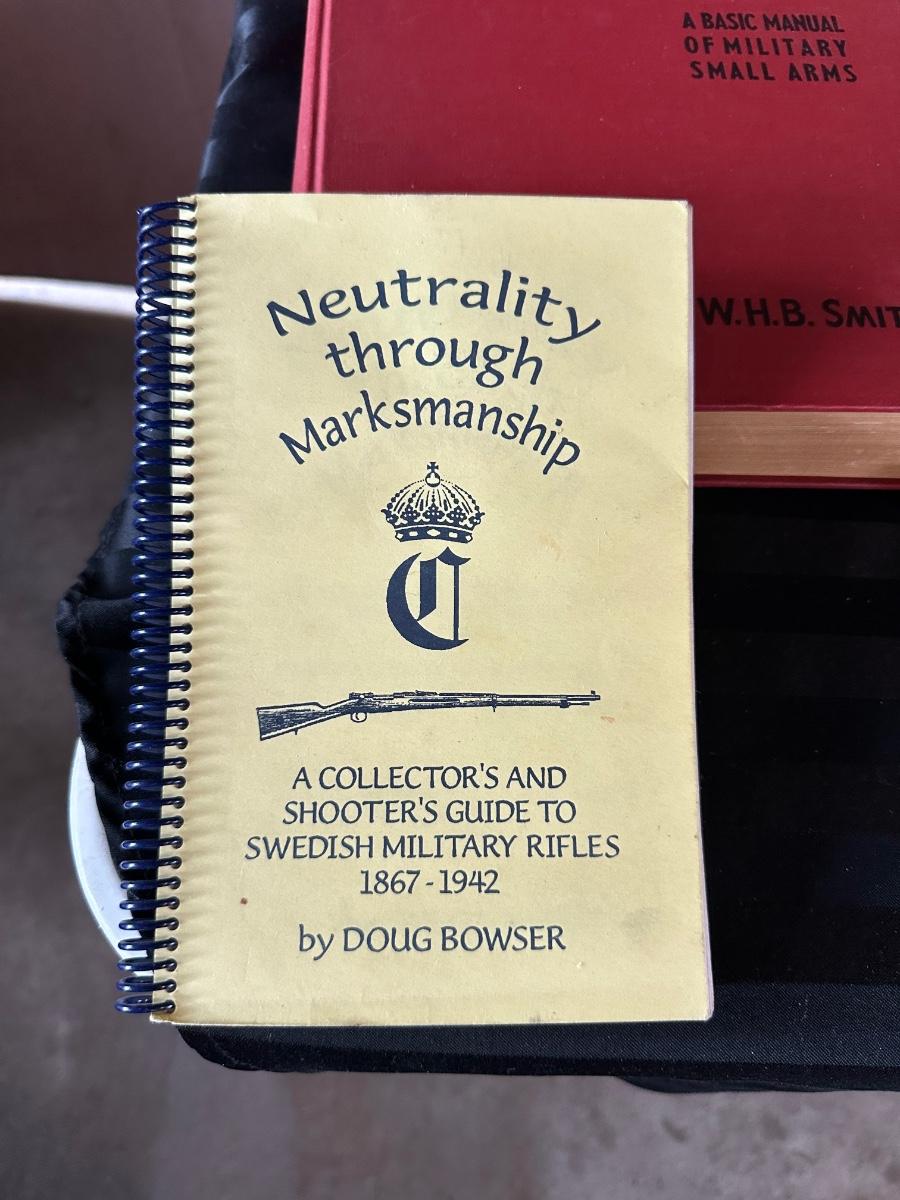 A BASIC MANUAL
OF MILITARY
SMALL ARMS
W.H.B. SMIT
Neutrality
through
Marksmanship
C
A COLLECTOR'S AND
SHOOTER'S GUIDE TO
SWEDISH MILITARY RIFLES
1867-1942
by DOUG BOWSER